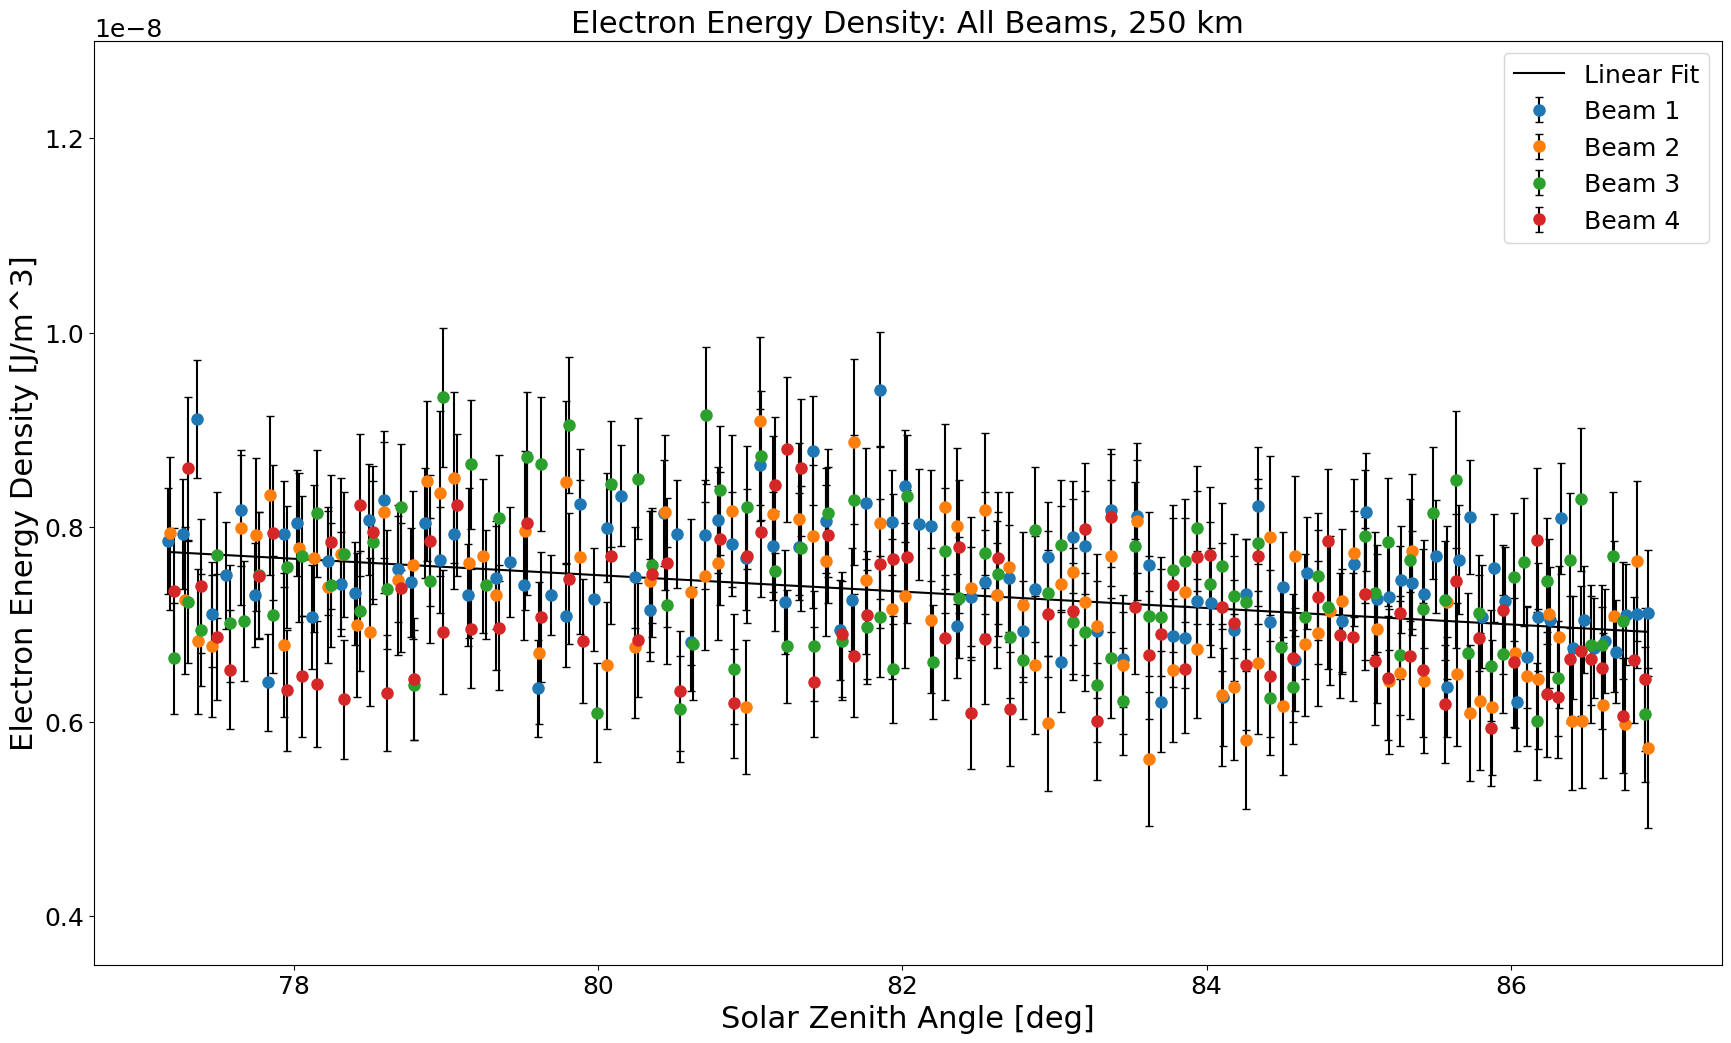 Electron Energy Density: All Beams, 250 km
1e−8
Linear Fit
Beam 1
Beam 2
Beam 3
Beam 4
1.2
1.0
0.8
0.6
0.4
Electron Energy Density [J/m^3]
78 80 82 84 86
Solar Zenith Angle [deg]